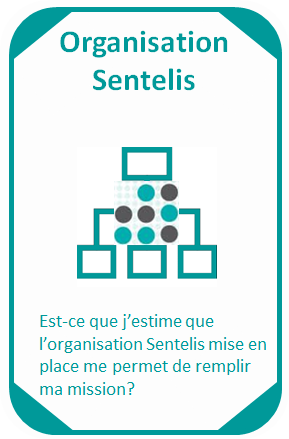 Organisation
Sentelis
Est-ce que j’estime que
l’organisation Sentelis mise en
place me permet de remplir
ma mission?